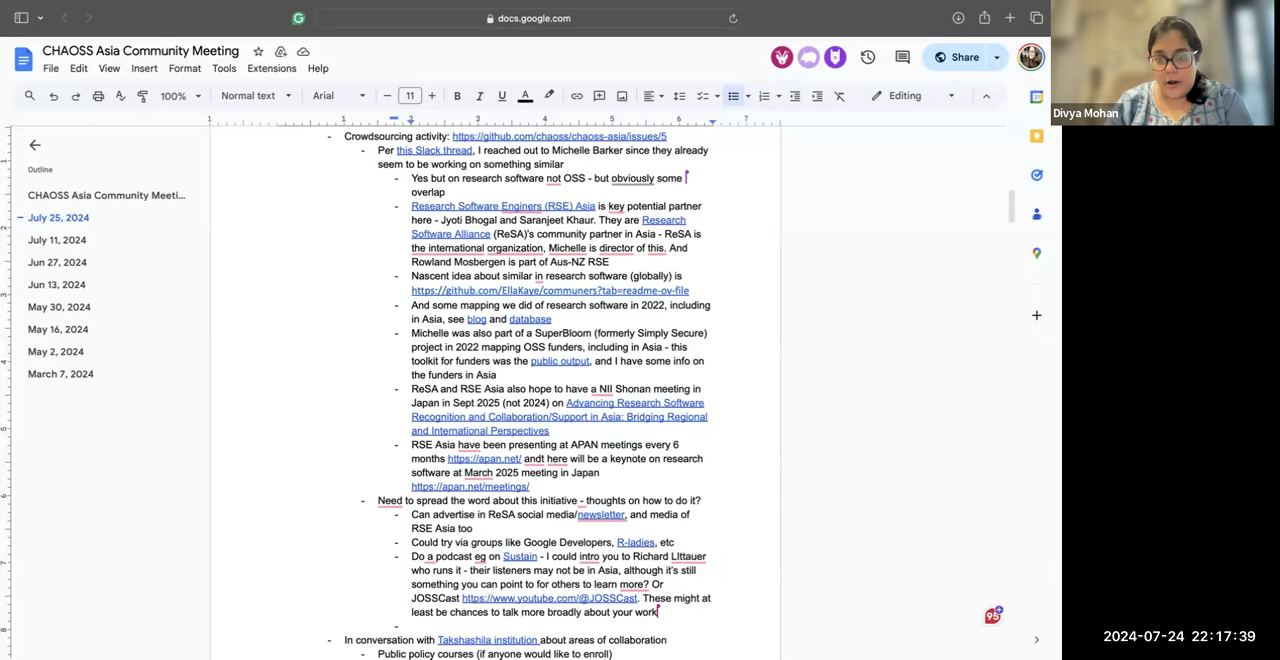 docs.google.com
CHAOSS Asia Community Meeting
File Edit View Insert Format Tools Extensions Help
Share
100% Normal text Arial 11 Editing
1 1 2 3 4 5 6 7
Outline
CHAOSS Asia Community Meeti...
July 25, 2024
July 11, 2024
Jun 27, 2024
Jun 13, 2024
May 30, 2024
May 16, 2024
May 2, 2024
March 7, 2024
- Crowdsourcing activity: https://github.com/chaoss/chaoss-asia/issues/5
- Per this Slack thread, I reached out to Michelle Barker since they already
seem to be working on something similar
- Yes but on research software not OSS - but obviously some
overlap
- Research Software Enginers (RSE) Asia is key potential partner
here - Jyoti Bhogal and Saranjeet Khaur. They are Research
Software Alliance (ReSA)'s community partner in Asia - ReSA is
the international organization, Michelle is director of this. And
Rowland Mosbergen is part of Aus-NZ RSE
- Nascent idea about similar in research software (globally) is
https://github.com/EllaKaye/communers?tab=readme-ov-file
- And some mapping we did of research software in 2022, including
in Asia, see blog and database
- Michelle was also part of a SuperBloom (formerly Simply Secure)
project in 2022 mapping OSS funders, including in Asia - this
toolkit for funders was the public output, and I have some info on
the funders in Asia
- ReSA and RSE Asia also hope to have a NII Shonan meeting in
Japan in Sept 2025 (not 2024) on Advancing Research Software
Recognition and Collaboration/Support in Asia: Bridging Regional
and International Perspectives
- RSE Asia have been presenting at APAN meetings every 6
months https://apan.net/ andt here will be a keynote on research
software at March 2025 meeting in Japan
https://apan.net/meetings/
- Need to spread the word about this initiative - thoughts on how to do it?
- Can advertise in ReSA social media/newsletter, and media of
RSE Asia too
- Could try via groups like Google Developers, R-ladies, etc
- Do a podcast eg on Sustain - I could intro you to Richard LIttauer
who runs it - their listeners may not be in Asia, although it's still
something you can point to for others to learn more? Or
JOSSCast https://www.youtube.com/@JOSSCast. These might at
least be chances to talk more broadly about your work
-
- In conversation with Takshashila institution about areas of collaboration
- Public policy courses (if anyone would like to enroll)
95
Divya Mohan
2024-07-24 22:17:39